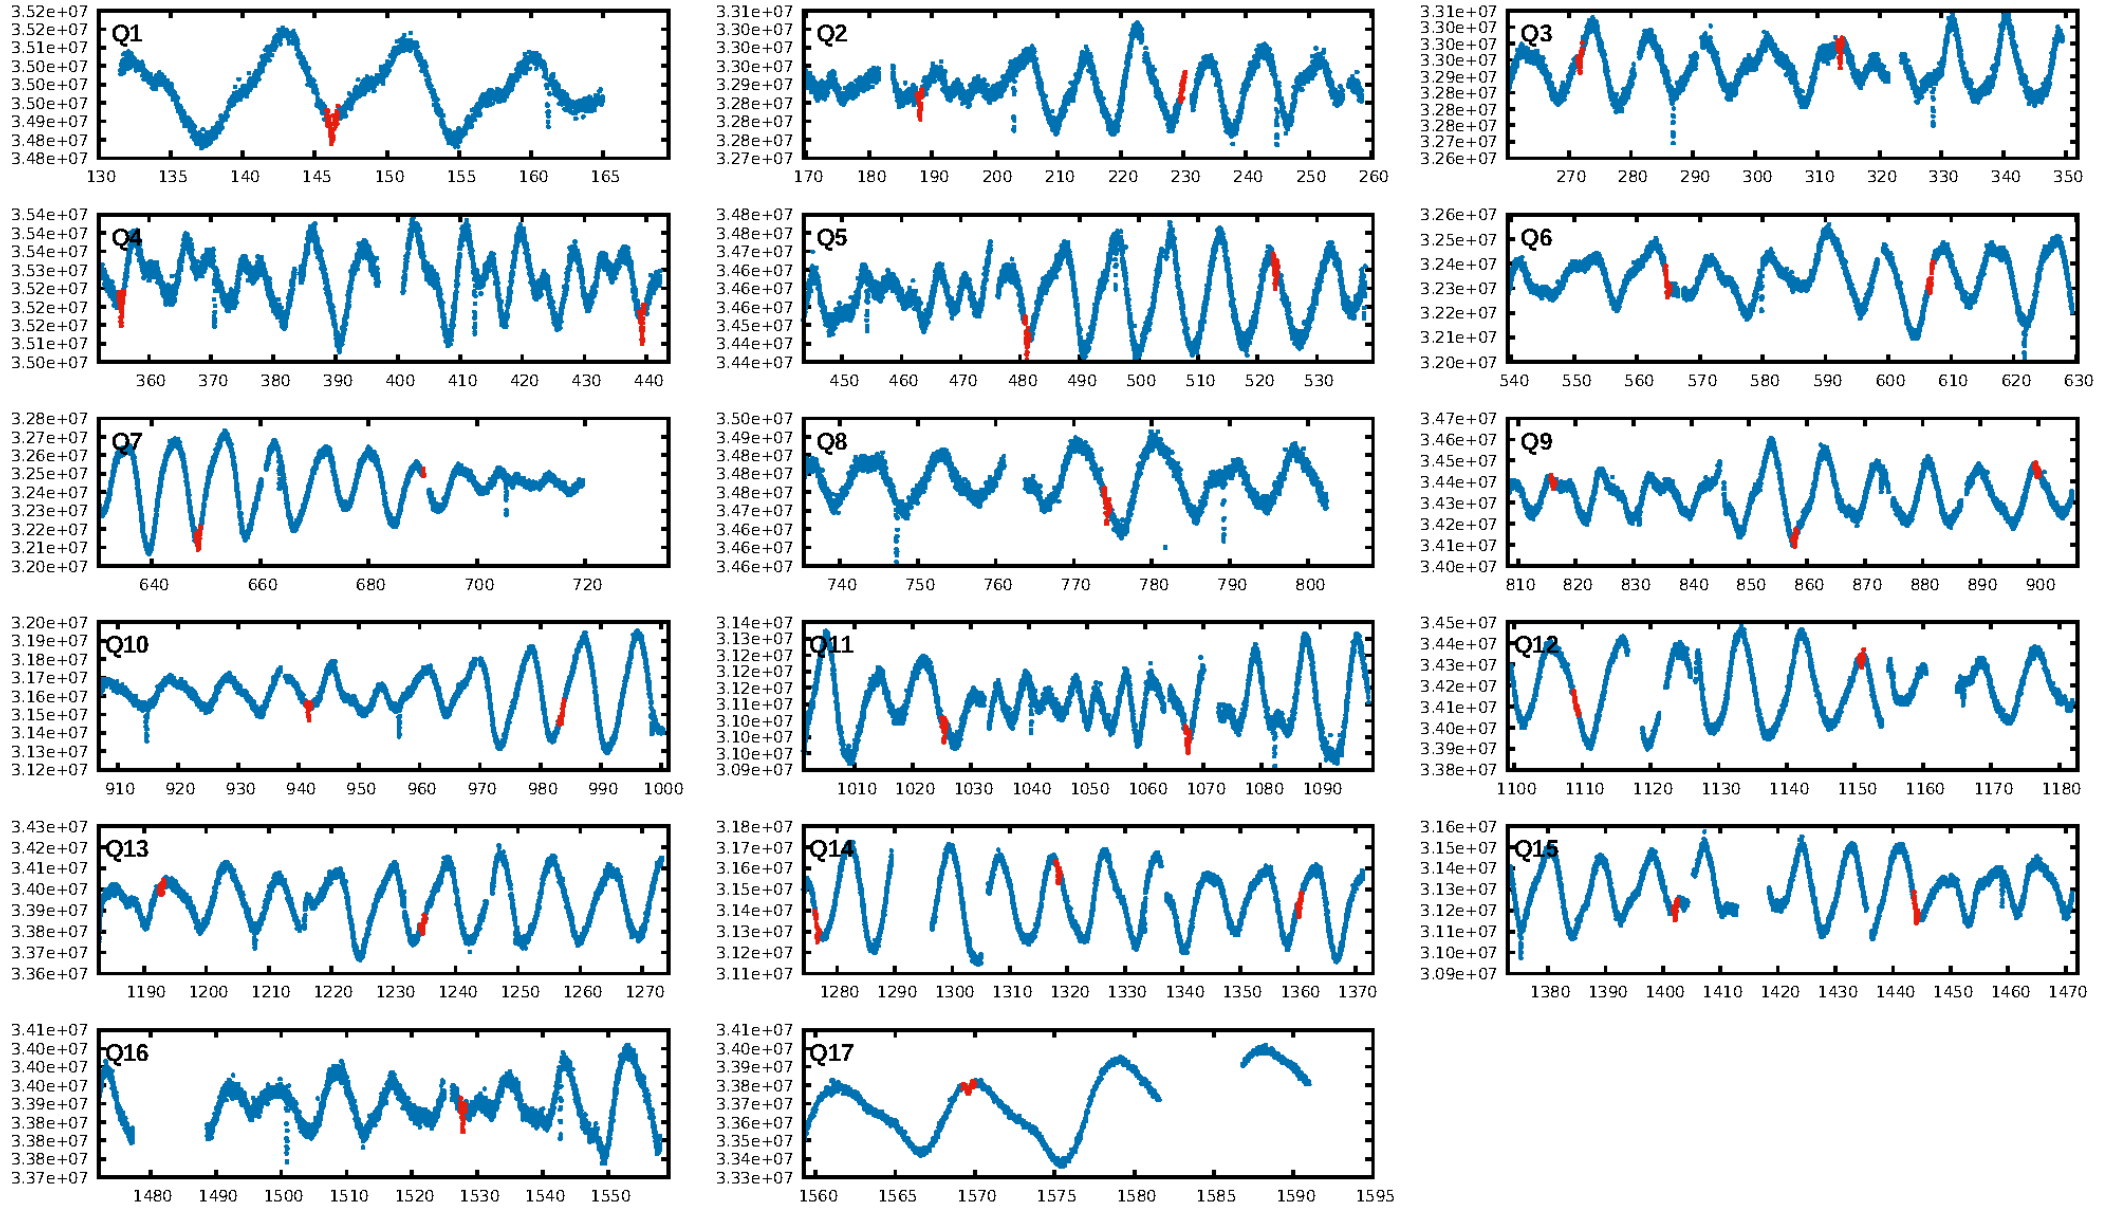 Q1
3.52e+07
3.52e+07
3.51e+07
3.50e+07
3.50e+07
3.50e+07
3.49e+07
3.48e+07
3.48e+07
130 135 140 145 150 155 160 165
Q2
3.31e+07
3.30e+07
3.30e+07
3.30e+07
3.29e+07
3.28e+07
3.28e+07
3.28e+07
3.27e+07
170 180 190 200 210 220 230 240 250 260
Q3
3.31e+07
3.30e+07
3.30e+07
3.30e+07
3.29e+07
3.28e+07
3.28e+07
3.28e+07
3.27e+07
3.26e+07
270 280 290 300 310 320 330 340 350
Q4
3.54e+07
3.54e+07
3.53e+07
3.52e+07
3.52e+07
3.52e+07
3.51e+07
3.50e+07
3.50e+07
360 370 380 390 400 410 420 430 440
Q5
3.48e+07
3.48e+07
3.47e+07
3.46e+07
3.46e+07
3.46e+07
3.45e+07
3.44e+07
3.44e+07
450 460 470 480 490 500 510 520 530
Q6
3.26e+07
3.25e+07
3.24e+07
3.23e+07
3.22e+07
3.21e+07
3.20e+07
540 550 560 570 580 590 600 610 620 630
Q7
3.28e+07
3.27e+07
3.26e+07
3.25e+07
3.24e+07
3.23e+07
3.22e+07
3.21e+07
3.20e+07
640 660 680 700 720
Q8
3.50e+07
3.49e+07
3.48e+07
3.48e+07
3.48e+07
3.47e+07
3.46e+07
3.46e+07
3.46e+07
740 750 760 770 780 790 800
Q9
3.47e+07
3.46e+07
3.45e+07
3.44e+07
3.43e+07
3.42e+07
3.41e+07
3.40e+07
810 820 830 840 850 860 870 880 890 900
Q10
3.20e+07
3.19e+07
3.18e+07
3.17e+07
3.16e+07
3.15e+07
3.14e+07
3.13e+07
3.12e+07
910 920 930 940 950 960 970 980 990 1000
Q11
3.14e+07
3.13e+07
3.12e+07
3.12e+07
3.12e+07
3.11e+07
3.10e+07
3.10e+07
3.10e+07
3.09e+07
1010 1020 1030 1040 1050 1060 1070 1080 1090
Q12
3.45e+07
3.44e+07
3.43e+07
3.42e+07
3.41e+07
3.40e+07
3.39e+07
3.38e+07
1100 1110 1120 1130 1140 1150 1160 1170 1180
Q13
3.43e+07
3.42e+07
3.41e+07
3.40e+07
3.39e+07
3.38e+07
3.37e+07
3.36e+07
1190 1200 1210 1220 1230 1240 1250 1260 1270
Q14
3.18e+07
3.17e+07
3.16e+07
3.15e+07
3.14e+07
3.13e+07
3.12e+07
3.11e+07
1280 1290 1300 1310 1320 1330 1340 1350 1360 1370
Q15
3.16e+07
3.15e+07
3.14e+07
3.13e+07
3.12e+07
3.11e+07
3.10e+07
3.09e+07
1380 1390 1400 1410 1420 1430 1440 1450 1460 1470
Q16
3.41e+07
3.40e+07
3.40e+07
3.40e+07
3.39e+07
3.38e+07
3.38e+07
3.38e+07
3.37e+07
1480 1490 1500 1510 1520 1530 1540 1550
Q17
3.41e+07
3.40e+07
3.39e+07
3.38e+07
3.37e+07
3.36e+07
3.35e+07
3.34e+07
3.33e+07
1560 1565 1570 1575 1580 1585 1590 1595